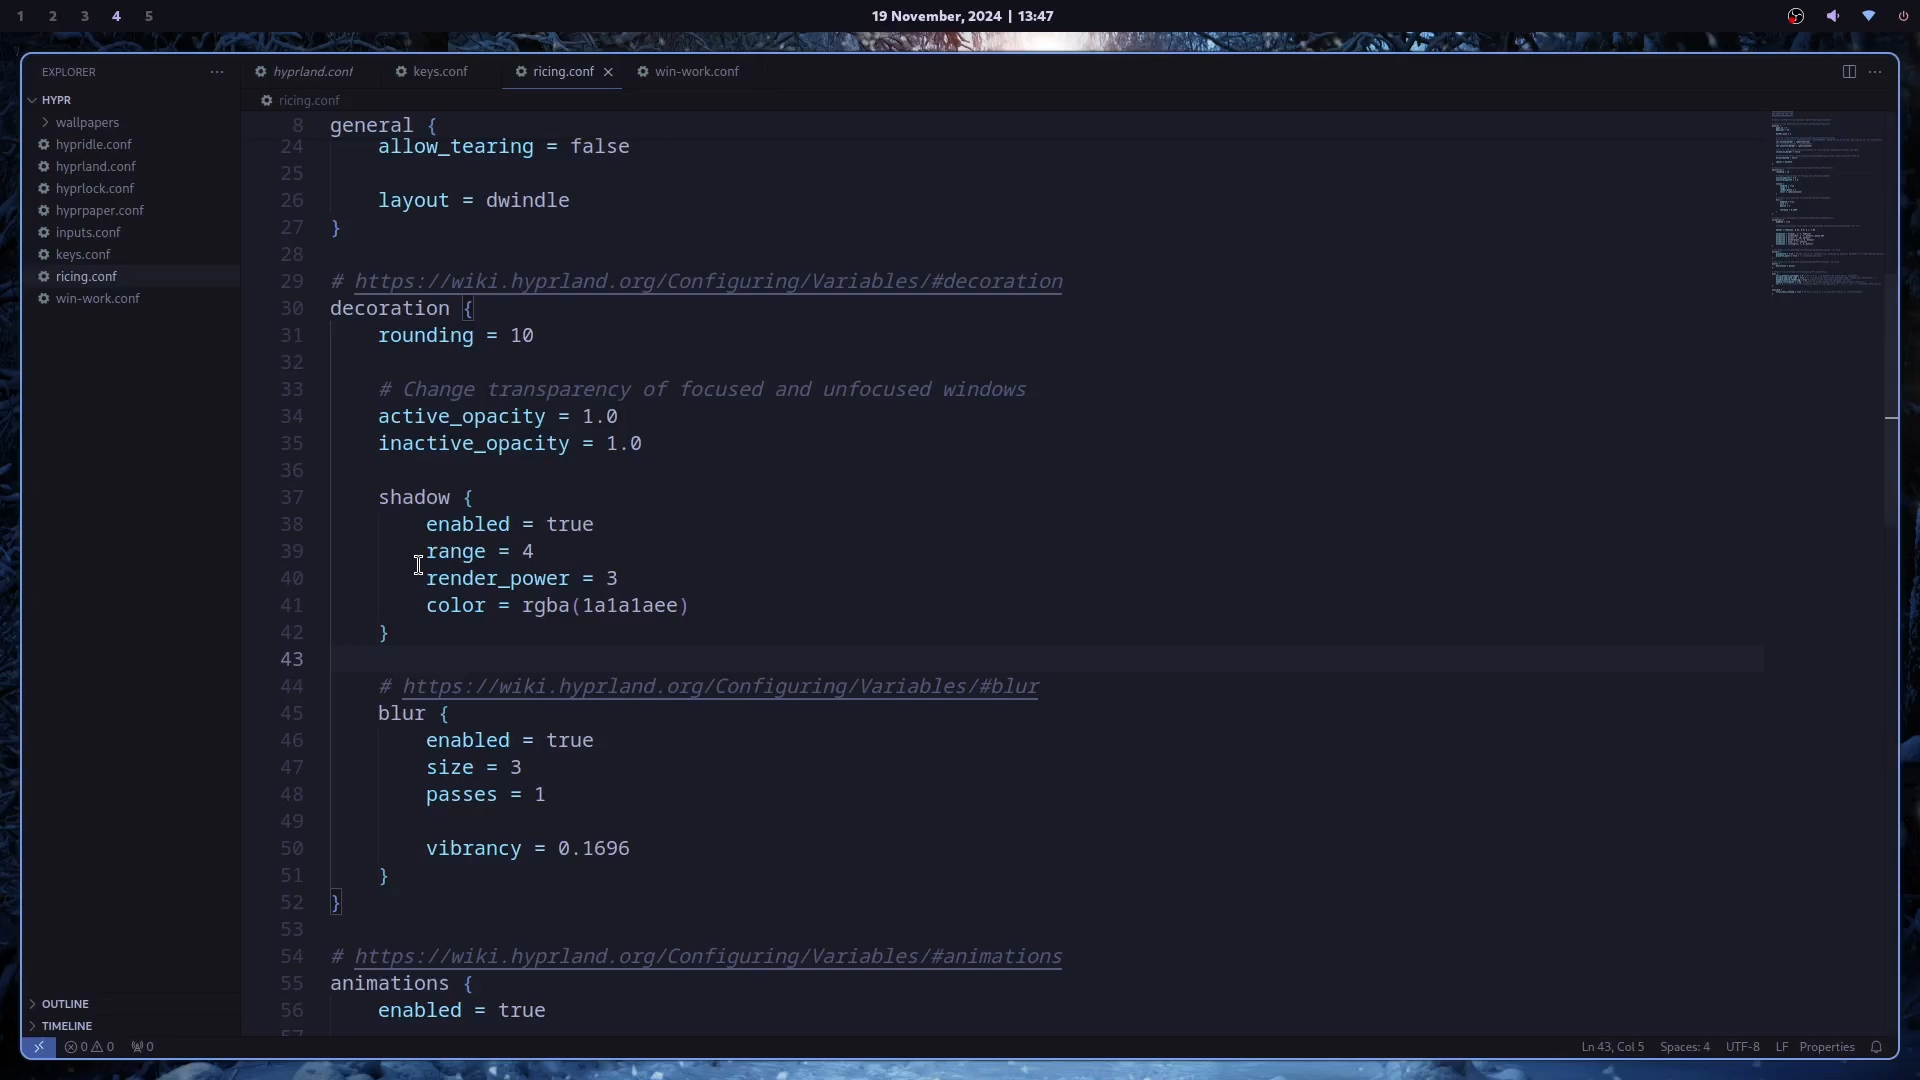 1 2 3 4 5
19 November, 2024 | 13:47
EXPLORER
HYPR
wallpapers
hypridle.conf
hyprland.conf
hyprlock.conf
hyprpaper.conf
inputs.conf
keys.conf
ricing.conf
win-work.conf
OUTLINE
TIMELINE
hyprland.conf keys.conf ricing.conf win-work.conf
ricing.conf
8 general {
24 allow_tearing = false
25
26 layout = dwindle
27 }
28
29 # https://wiki.hyprland.org/Configuring/Variables/#decoration
30 decoration {
31 rounding = 10
32
33 # Change transparency of focused and unfocused windows
34 active_opacity = 1.0
35 inactive_opacity = 1.0
36
37 shadow {
38 enabled = true
39 range = 4
40 render_power = 3
41 color = rgba(1a1a1aee)
42 }
43
44 # https://wiki.hyprland.org/Configuring/Variables/#blur
45 blur {
46 enabled = true
47 size = 3
48 passes = 1
49
50 vibrancy = 0.1696
51 }
52 }
53
54 # https://wiki.hyprland.org/Configuring/Variables/#animations
55 animations {
56 enabled = true
57
0 0 0
Ln 43, Col 5 Spaces: 4 UTF-8 LF Properties